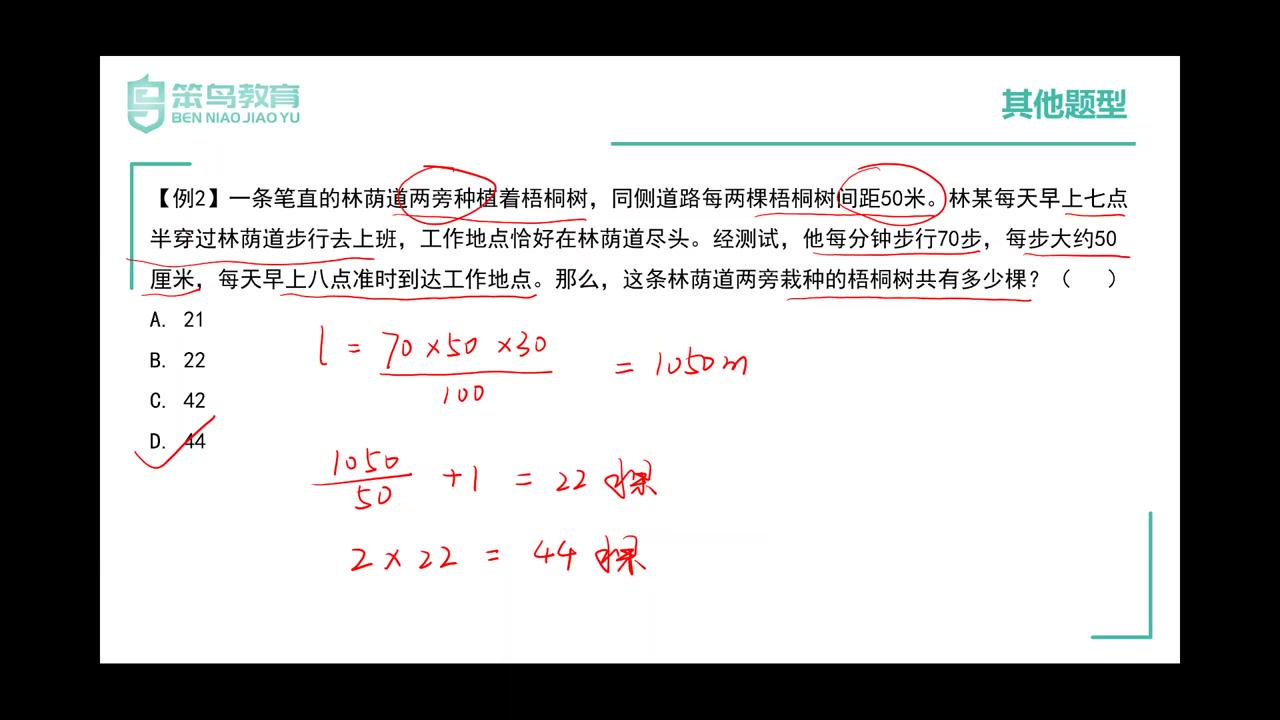 笨鸟教育
BEN NIAO JIAO YU
其他题型
【例2】一条笔直的林荫道两旁种植着梧桐树，同侧道路每两棵梧桐树间距50米。林某每天早上七点
半穿过林荫道步行去上班，工作地点恰好在林荫道尽头。经测试，他每分钟步行70步，每步大约50
厘米，每天早上八点准时到达工作地点。那么，这条林荫道两旁栽种的梧桐树共有多少棵？（　　）
A. 21
B. 22
C. 42
D. 44
l = 70×50×30
100
= 1050m
1050
50
+1 = 22 棵
2×22 = 44 棵